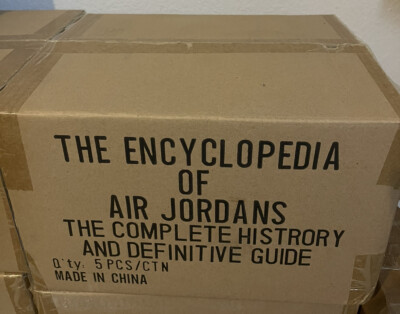 THE ENCYCLOPEDIA
OF
AIR JORDANS
THE COMPLETE HISTRORY
AND DEFINITIVE GUIDE
Q'ty. 5 PCS/CTN
MADE IN CHINA